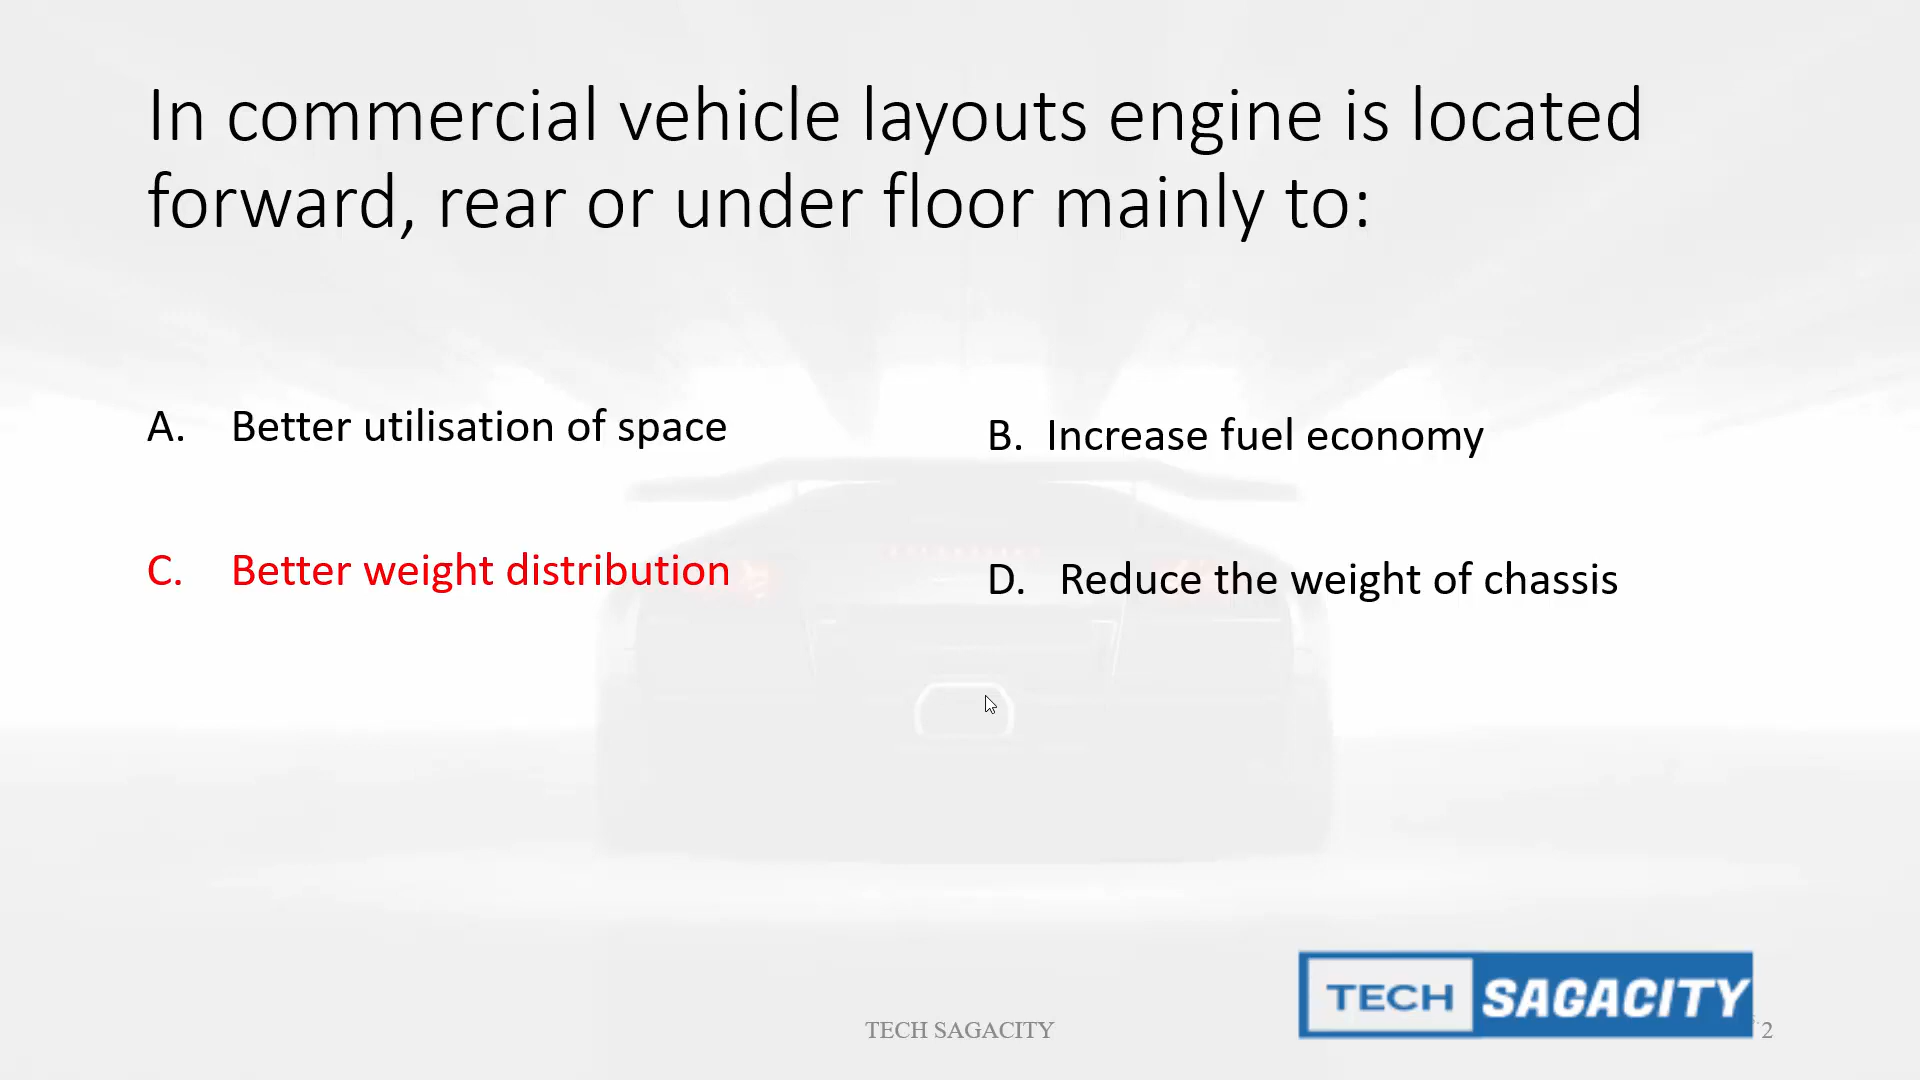 In commercial vehicle layouts engine is located
forward, rear or under floor mainly to:
A. Better utilisation of space
B. Increase fuel economy
C. Better weight distribution
D. Reduce the weight of chassis
TECH SAGACITY
TECH SAGACITY
2